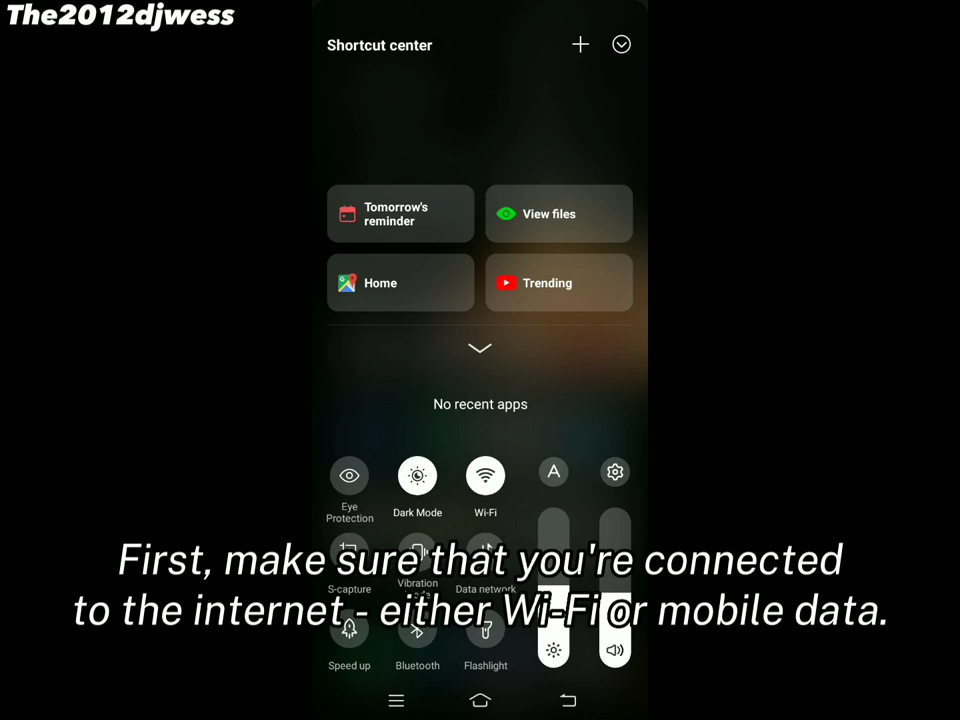 The2012djwess
Shortcut center
Tomorrow's
reminder
View files
Home
Trending
No recent apps
A
Eye
Protection
Dark Mode
Wi-Fi
First, make sure that you're connected
to the internet - either Wi-Fi or mobile data.
S-capture
Vibration
mode
Data network
Speed up
Bluetooth
Flashlight